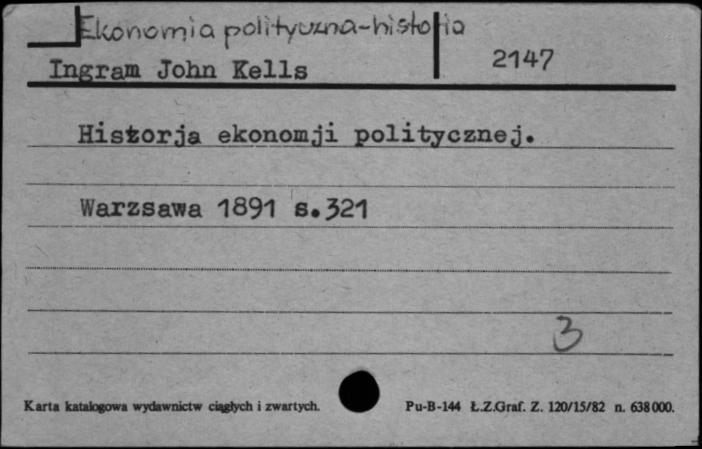 Ekonomia polityczna-historia
Ingram John Kells 2147
Historja ekonomji politycznej.
Warzsawa 1891 s.321
3
Karta katalogowa wydawnictw ciągłych i zwartych. Pu-B-144 Ł.Z.Graf. Z. 120/15/82 n. 638000.